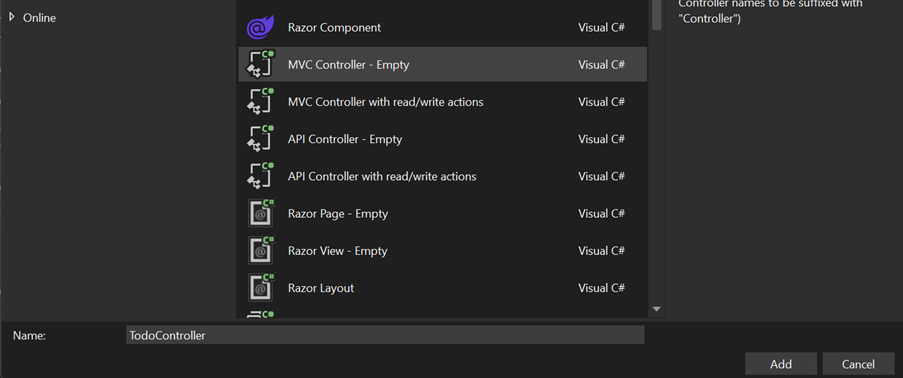 Controller names to be suffixed with
Online
"Controller")
Razor Component Visual C#
C# MVC Controller - Empty Visual C#
C# MVC Controller with read/write actions Visual C#
C# API Controller - Empty Visual C#
C# API Controller with read/write actions Visual C#
C# @ Razor Page - Empty Visual C#
C# @ Razor View - Empty Visual C#
C# @ Razor Layout Visual C#
C#
Name: TodoController
Add Cancel